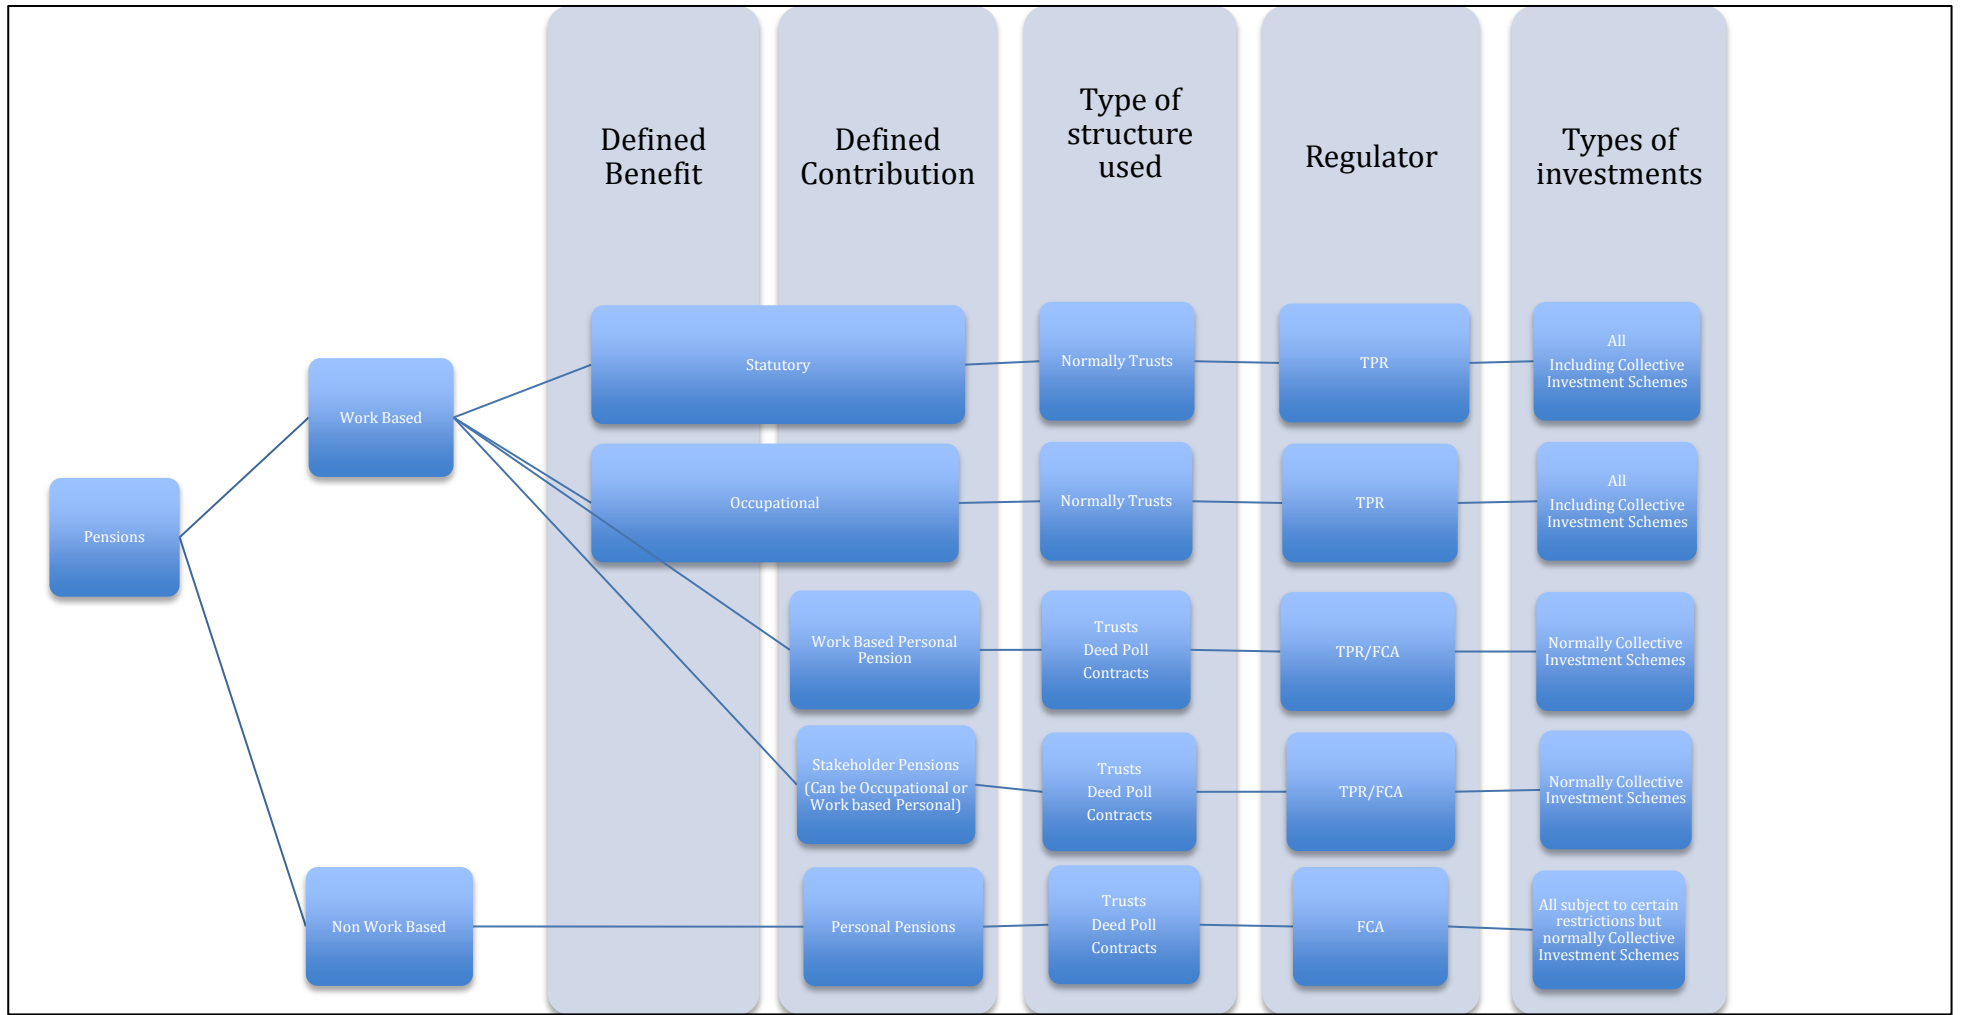 Defined
Benefit
Defined
Contribution
Type of
structure
used
Regulator
Types of
investments
Pensions
Work Based
Statutory
Normally Trusts
TPR
All
Including Collective
Investment Schemes
Occupational
Normally Trusts
TPR
All
Including Collective
Investment Schemes
Work Based Personal
Pension
Trusts
Deed Poll
Contracts
TPR/FCA
Normally Collective
Investment Schemes
Stakeholder Pensions
(Can be Occupational or
Work based Personal)
Trusts
Deed Poll
Contracts
TPR/FCA
Normally Collective
Investment Schemes
Non Work Based
Personal Pensions
Trusts
Deed Poll
Contracts
FCA
All subject to certain
restrictions but
normally Collective
Investment Schemes